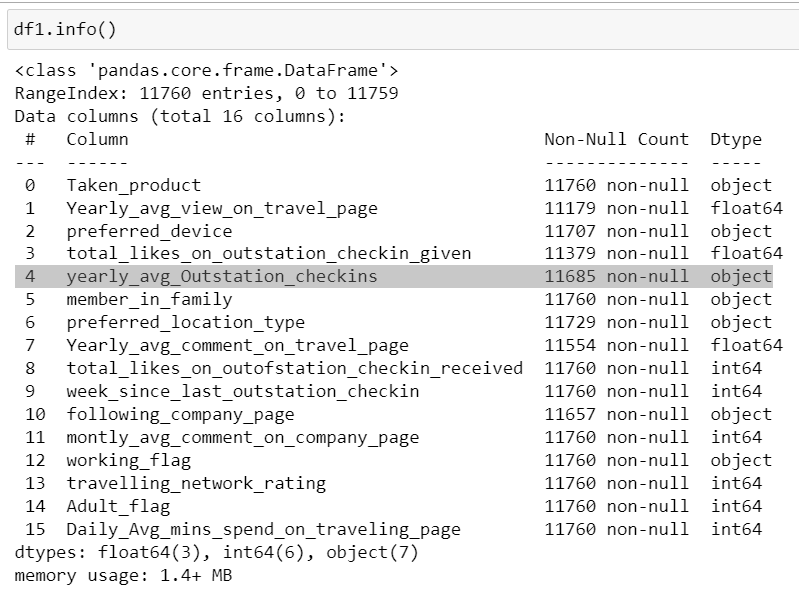 df1.info()
<class 'pandas.core.frame.DataFrame'>
RangeIndex: 11760 entries, 0 to 11759
Data columns (total 16 columns):
 #   Column                                        Non-Null Count  Dtype
---  ------                                        --------------  -----
 0   Taken_product                                 11760 non-null  object
 1   Yearly_avg_view_on_travel_page                11179 non-null  float64
 2   preferred_device                              11707 non-null  object
 3   total_likes_on_outstation_checkin_given       11379 non-null  float64
 4   yearly_avg_Outstation_checkins                11685 non-null  object
 5   member_in_family                              11760 non-null  object
 6   preferred_location_type                       11729 non-null  object
 7   Yearly_avg_comment_on_travel_page             11554 non-null  float64
 8   total_likes_on_outofstation_checkin_received  11760 non-null  int64
 9   week_since_last_outstation_checkin            11760 non-null  int64
 10  following_company_page                        11657 non-null  object
 11  montly_avg_comment_on_company_page            11760 non-null  int64
 12  working_flag                                  11760 non-null  object
 13  travelling_network_rating                     11760 non-null  int64
 14  Adult_flag                                    11760 non-null  int64
 15  Daily_Avg_mins_spend_on_traveling_page        11760 non-null  int64
dtypes: float64(3), int64(6), object(7)
memory usage: 1.4+ MB